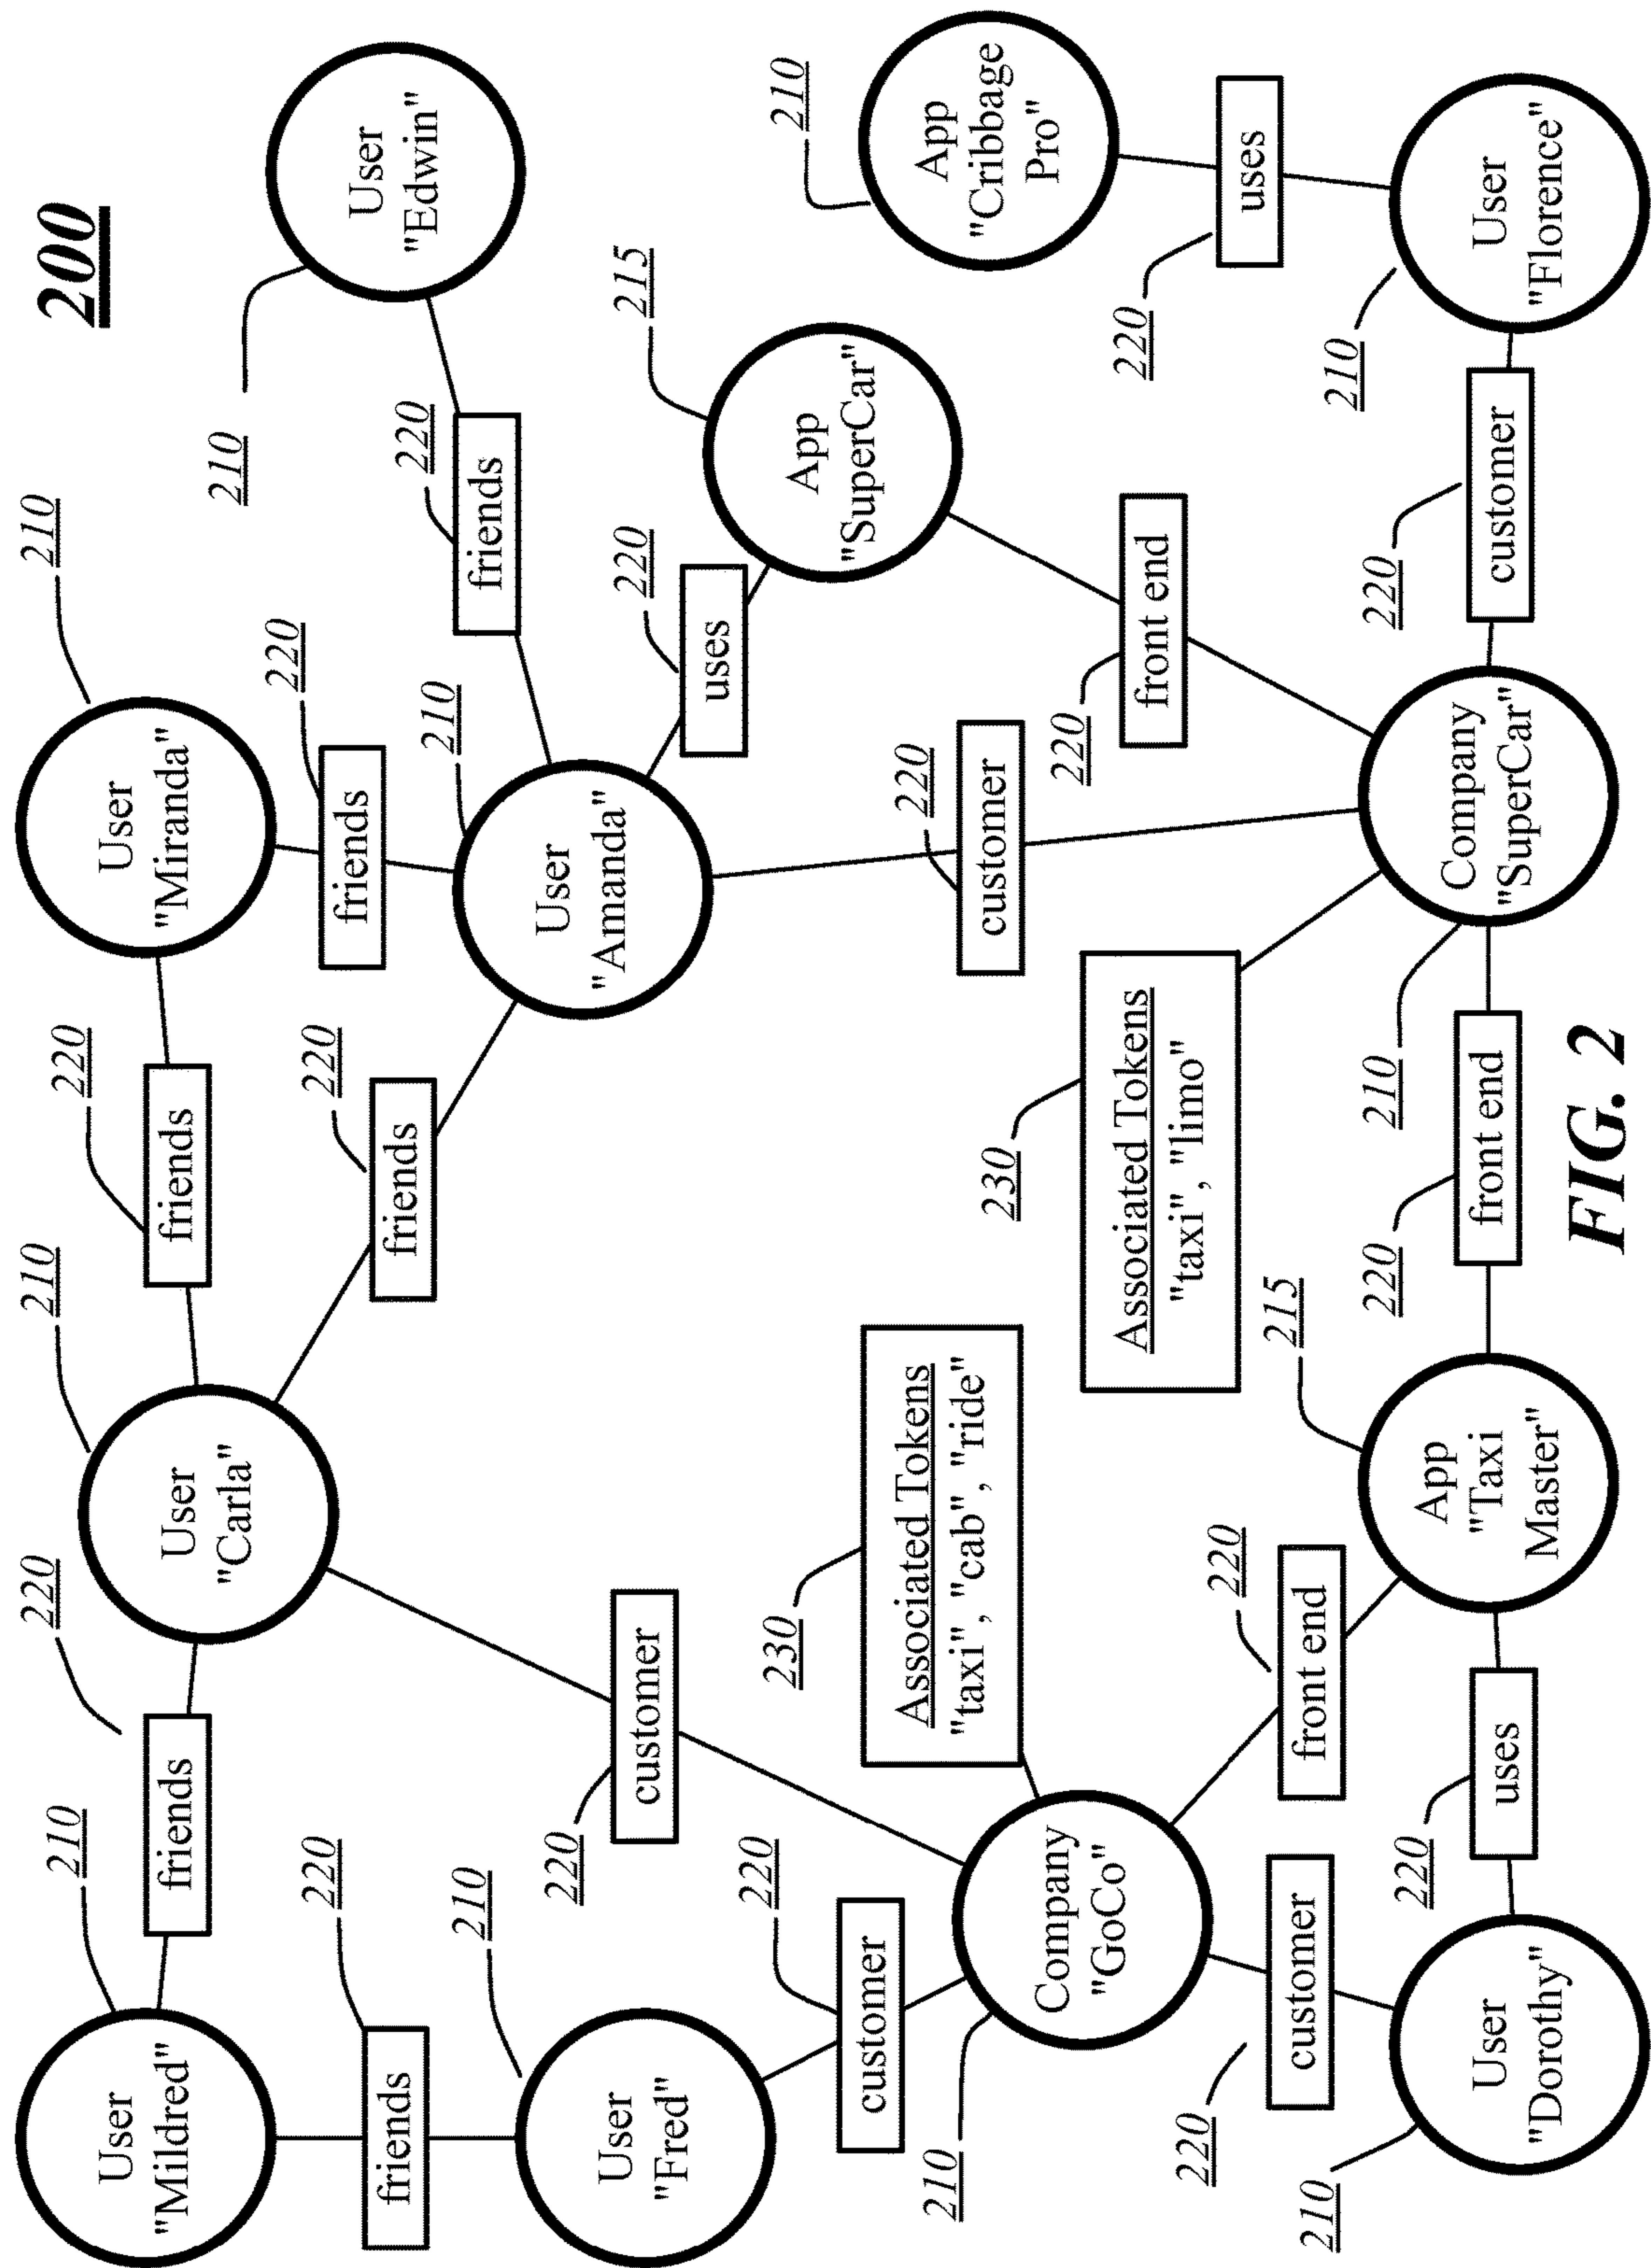 200
210
User
"Mildred"
220
friends
210
User
"Carla"
220
friends
210
User
"Miranda"
220
friends
210
User
"Fred"
220
friends
220
friends
210
User
"Amanda"
220
friends
210
User
"Edwin"
220
customer
220
customer
230
Associated Tokens
"taxi", "cab", "ride"
220
uses
215
App
"SuperCar"
210
App
"Cribbage
Pro"
210
Company
"GoCo"
220
customer
230
Associated Tokens
"taxi", "limo"
220
front end
220
uses
220
customer
220
front end
210
User
"Dorothy"
220
uses
215
App
"Taxi
Master"
220
front end
210
Company
"SuperCar"
220
customer
210
User
"Florence"
FIG. 2